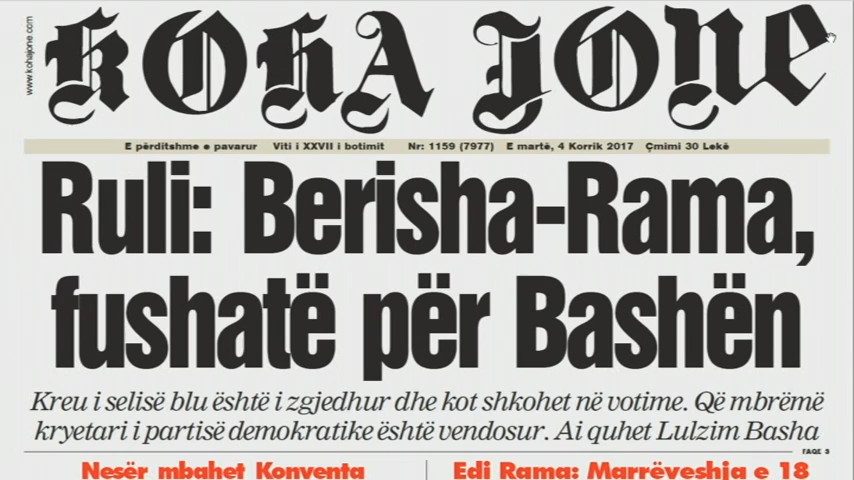 www.kohajone.com
KOHA JONE
E përditshme e pavarur Viti i XXVII i botimit Nr: 1159 (7977) E martë, 4 Korrik 2017 Çmimi 30 Lekë
Ruli: Berisha-Rama,
fushatë për Bashën
Kreu i selisë blu është i zgjedhur dhe kot shkohet në votime. Që mbrëmë
kryetari i partisë demokratike është vendosur. Ai quhet Lulzim Basha
FAQE 3
Nesër mbahet Konventa
Edi Rama: Marrëveshja e 18